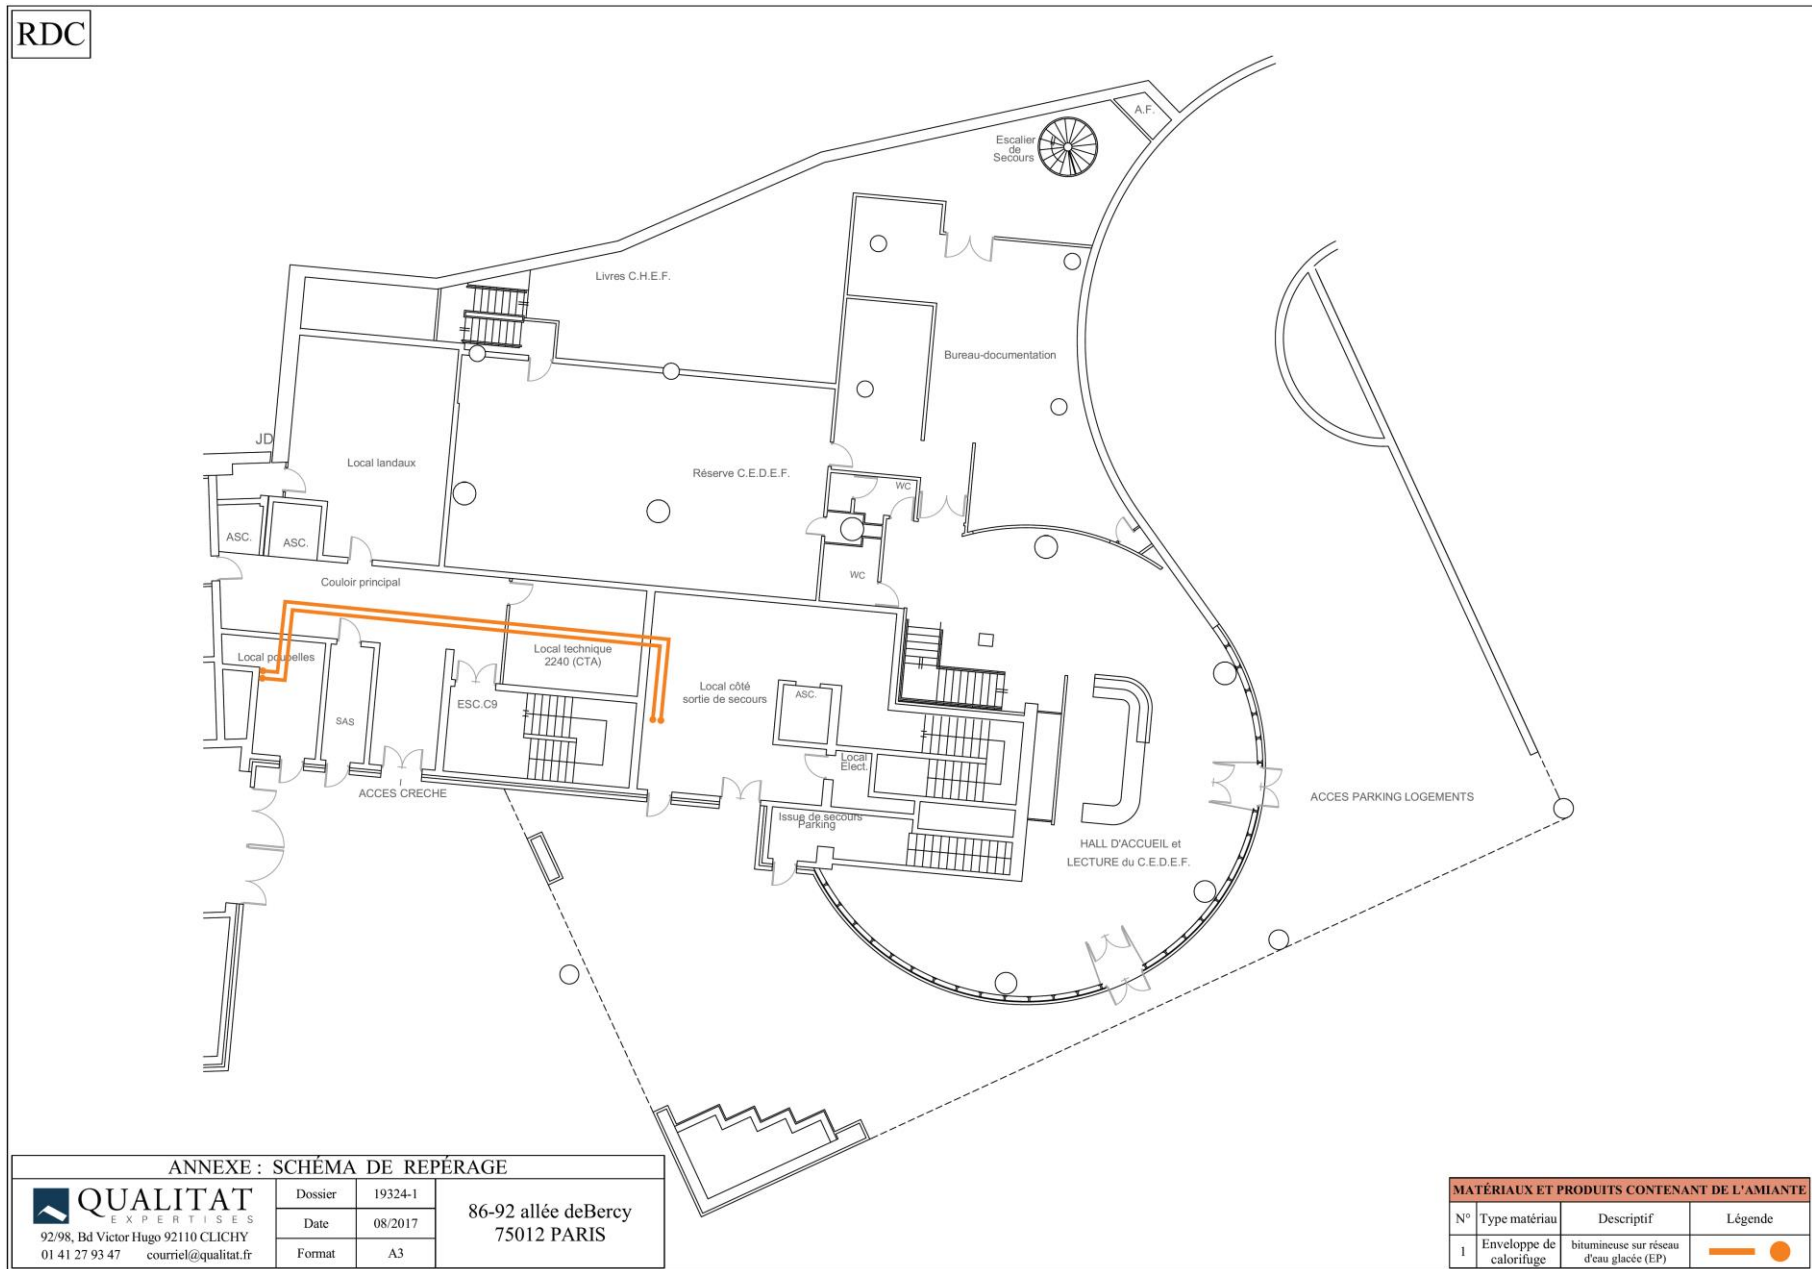 RDC
A.F.
Escalier
de
Secours
Livres C.H.E.F.
Bureau-documentation
JD
Local landaux
Réserve C.E.D.E.F.
WC
ASC.
ASC.
WC
Couloir principal
Local poubelles
Local technique
2240 (CTA)
Local côté
sortie de secours
ASC.
ESC.C9
SAS
Local
Elect.
ACCES CRECHE
ACCES PARKING LOGEMENTS
Issue de secours
Parking
HALL D'ACCUEIL et
LECTURE du C.E.D.E.F.
ANNEXE : SCHÉMA DE REPÉRAGE
QUALITAT
EXPERTISES
92/98, Bd Victor Hugo 92110 CLICHY
01 41 27 93 47 courriel@qualitat.fr
Dossier 19324-1
Date 08/2017
Format A3
86-92 allée deBercy
75012 PARIS
MATÉRIAUX ET PRODUITS CONTENANT DE L'AMIANTE
N° Type matériau Descriptif Légende
1 Enveloppe de calorifuge bitumineuse sur réseau d'eau glacée (EP)